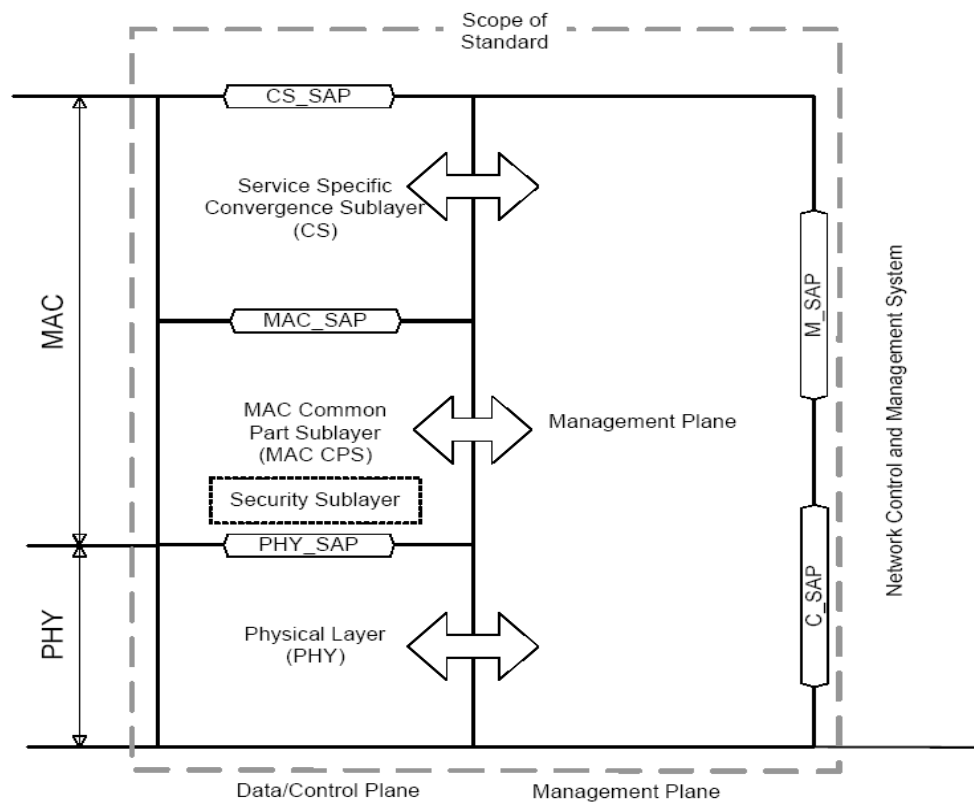 Scope of
Standard
CS_SAP
Service Specific
Convergence Sublayer
(CS)
MAC
MAC_SAP
M_SAP
Network Control and Management System
MAC Common
Part Sublayer
(MAC CPS)
Management Plane
Security Sublayer
PHY_SAP
C_SAP
PHY
Physical Layer
(PHY)
Data/Control Plane
Management Plane